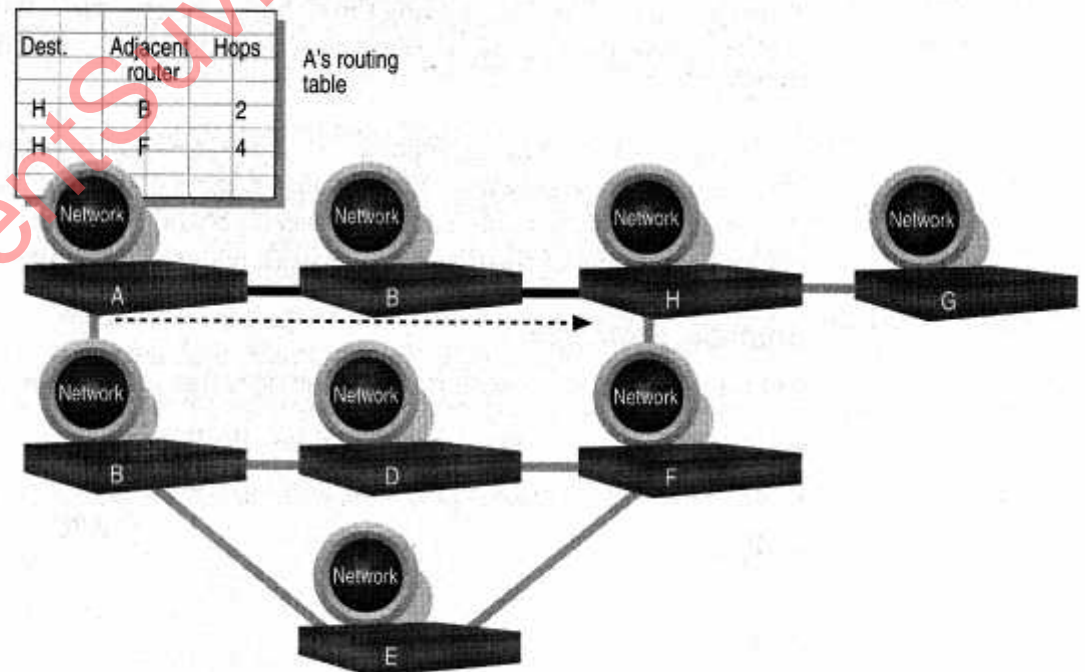 Dest. Adjacent router Hops
H B 2
H F 4
A's routing table
Network Network Network Network
A B H G
Network Network Network
B D F
Network
E